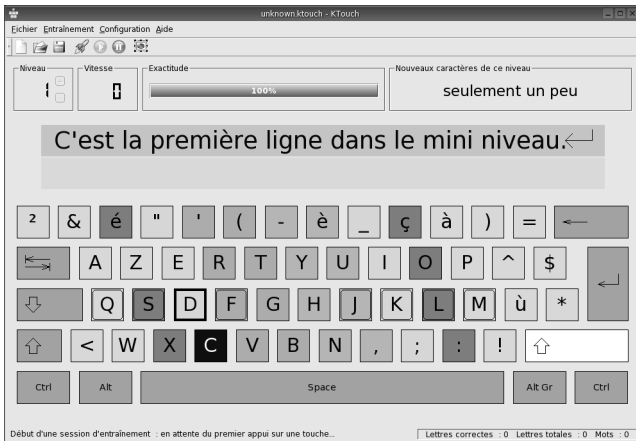 unknown.ktouch - KTouch
Fichier Entraînement Configuration Aide
Niveau Vitesse Exactitude Nouveaux caractères de ce niveau
1 0 100% seulement un peu
C'est la première ligne dans le mini niveau.
² & é " ' ( - è _ ç à ) =
A Z E R T Y U I O P ^ $
Q S D F G H J K L M ù *
< W X C V B N , ; : !
Ctrl Alt Space Alt Gr Ctrl
Début d'une session d'entraînement : en attente du premier appui sur une touche... Lettres correctes : 0 Lettres totales : 0 Mots : 0